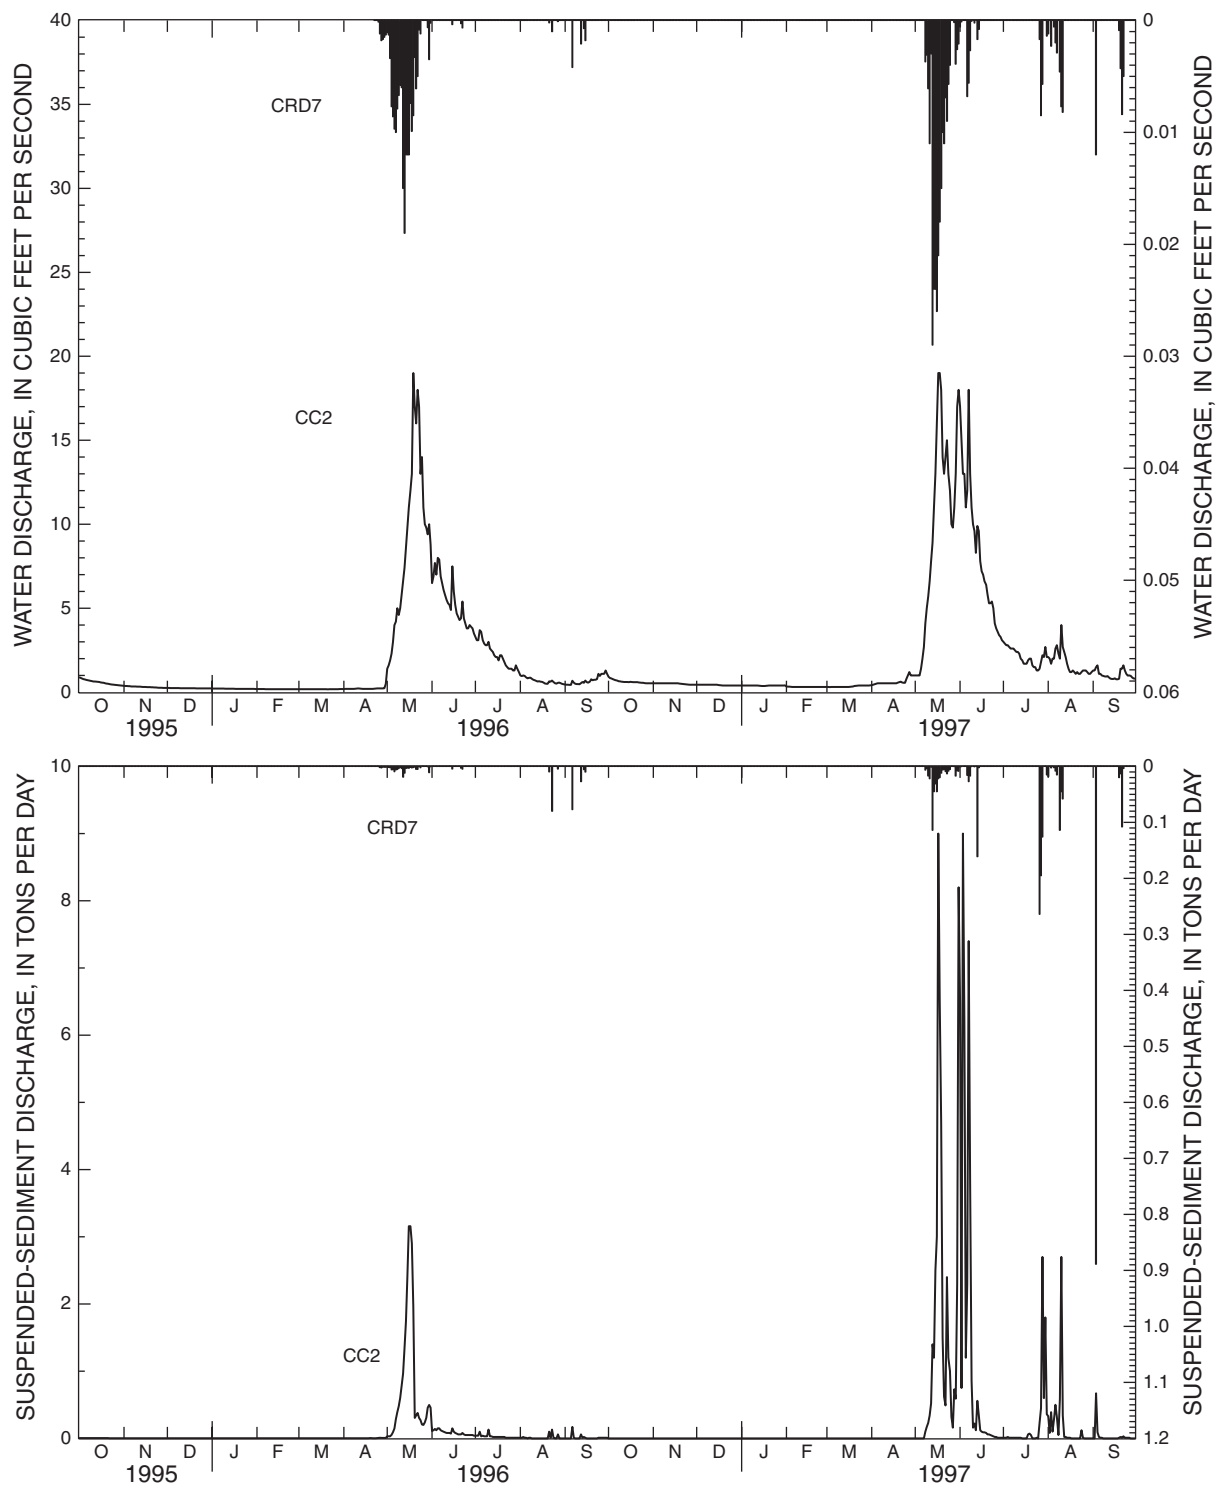 WATER DISCHARGE, IN CUBIC FEET PER SECOND
40
35
30
25
20
15
10
5
0
CRD7
CC2
0
0.01
0.02
0.03
0.04
0.05
0.06
WATER DISCHARGE, IN CUBIC FEET PER SECOND
O N D J F M A M J J A S O N D J F M A M J J A S
1995 1996 1997
SUSPENDED-SEDIMENT DISCHARGE, IN TONS PER DAY
10
8
6
4
2
0
CRD7
CC2
0
0.1
0.2
0.3
0.4
0.5
0.6
0.7
0.8
0.9
1.0
1.1
1.2
SUSPENDED-SEDIMENT DISCHARGE, IN TONS PER DAY
O N D J F M A M J J A S O N D J F M A M J J A S
1995 1996 1997